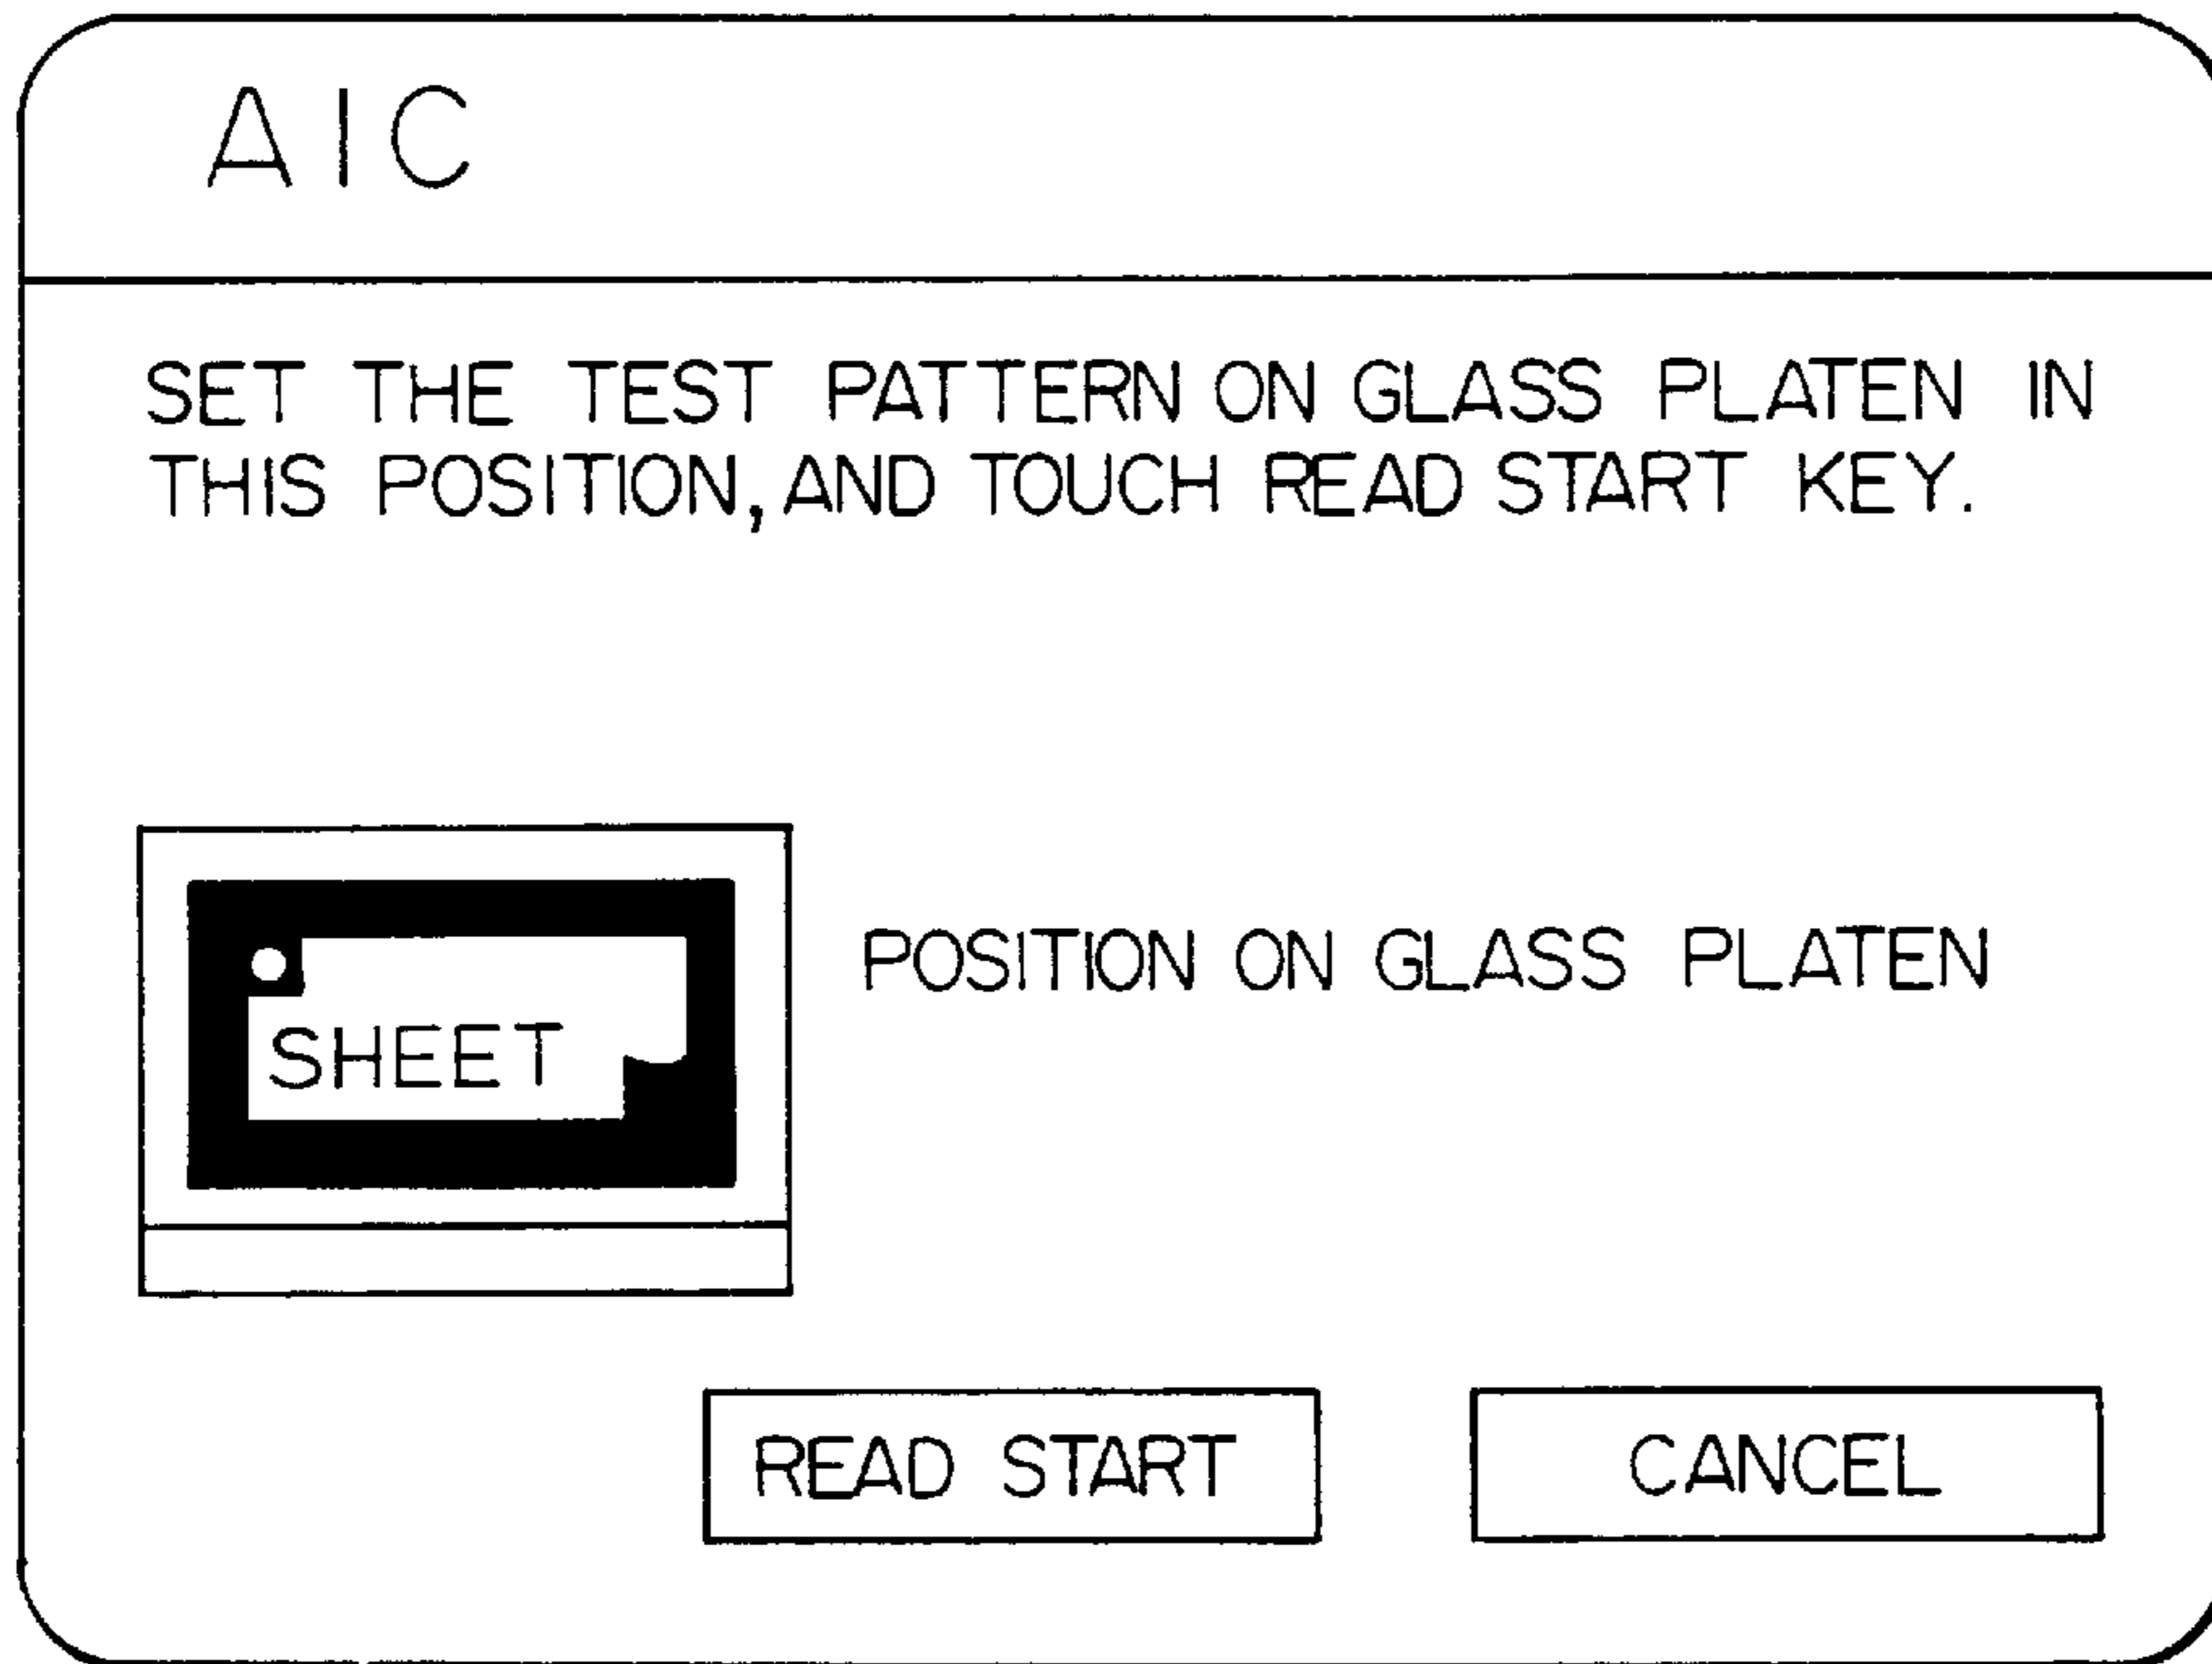 AIC
SET THE TEST PATTERN ON GLASS PLATEN IN
THIS POSITION, AND TOUCH READ START KEY.
POSITION ON GLASS PLATEN
SHEET
READ START
CANCEL